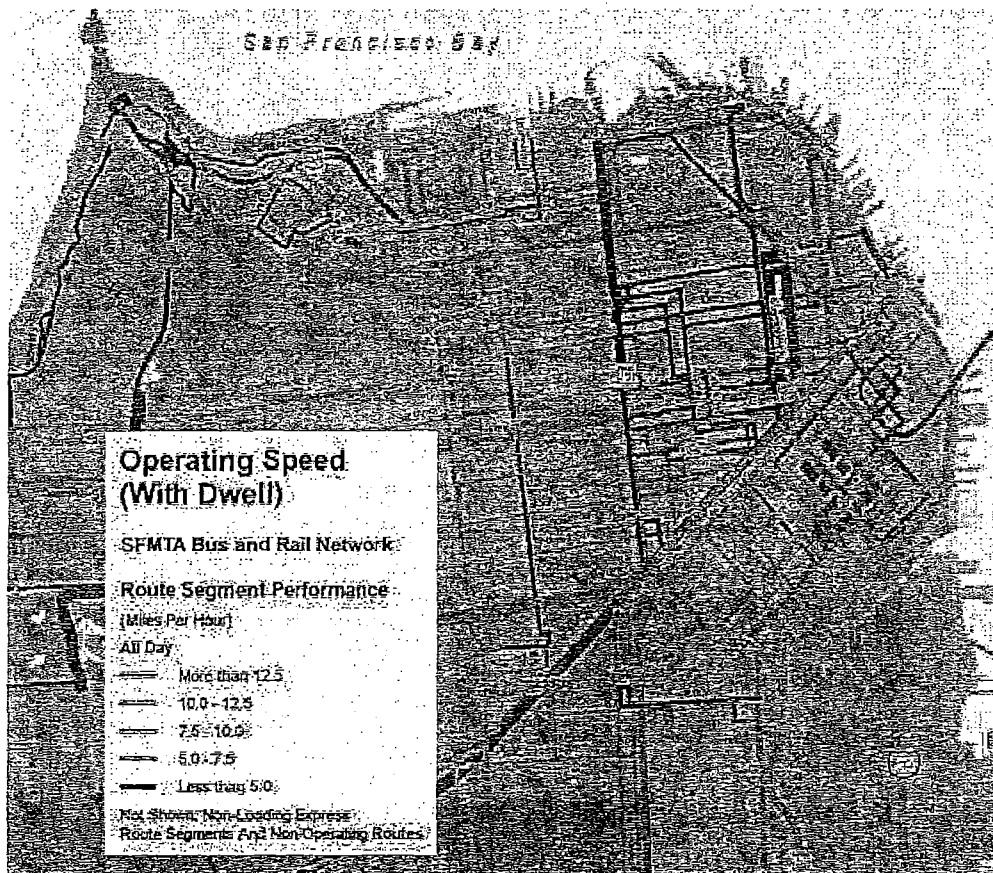 San Francisco Bay
Operating Speed
(With Dwell)
SFMTA Bus and Rail Network
Route Segment Performance
(Miles Per Hour)
All Day
More than 12.5
10.0 - 12.5
7.5 - 10.0
5.0 - 7.5
Less than 5.0
Not Shown: Non-Loading Express
Route Segments And Non-Operating Routes